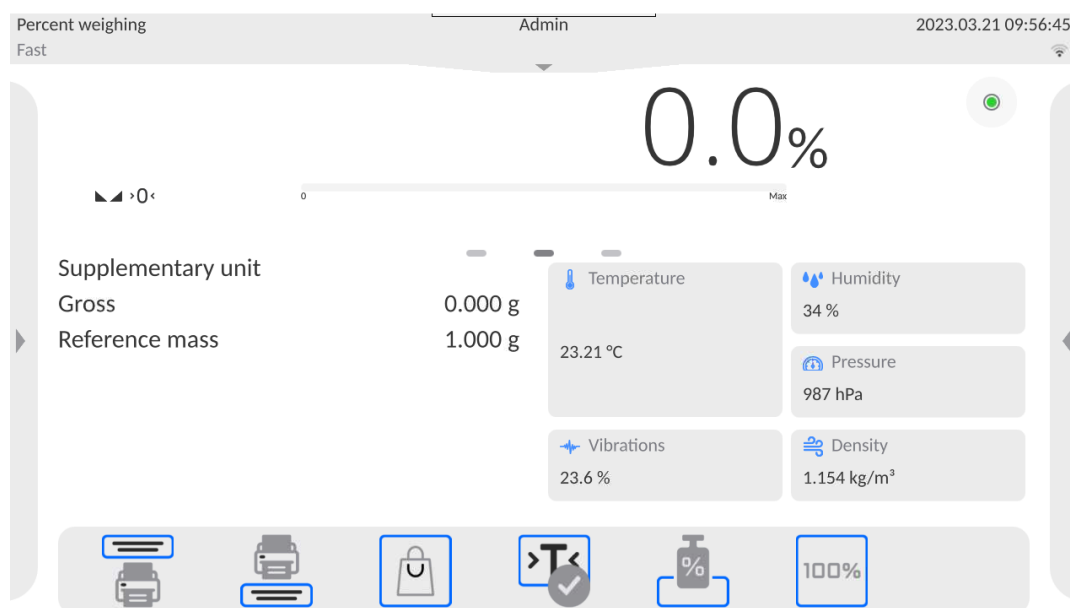 Percent weighing
Admin
2023.03.21 09:56:45
Fast
0.0%
>0<
0
Max
Supplementary unit
Gross 0.000 g
Reference mass 1.000 g
Temperature
23.21 °C
Humidity
34 %
Pressure
987 hPa
Vibrations
23.6 %
Density
1.154 kg/m³
>T<
%
100%